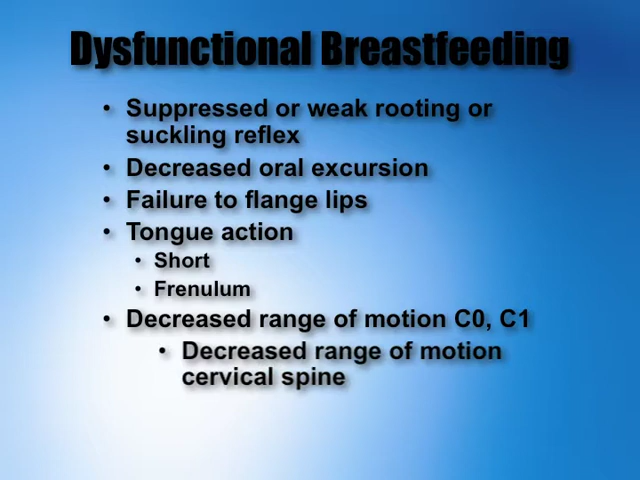 Dysfunctional Breastfeeding
• Suppressed or weak rooting or
suckling reflex
• Decreased oral excursion
• Failure to flange lips
• Tongue action
• Short
• Frenulum
• Decreased range of motion C0, C1
• Decreased range of motion
cervical spine